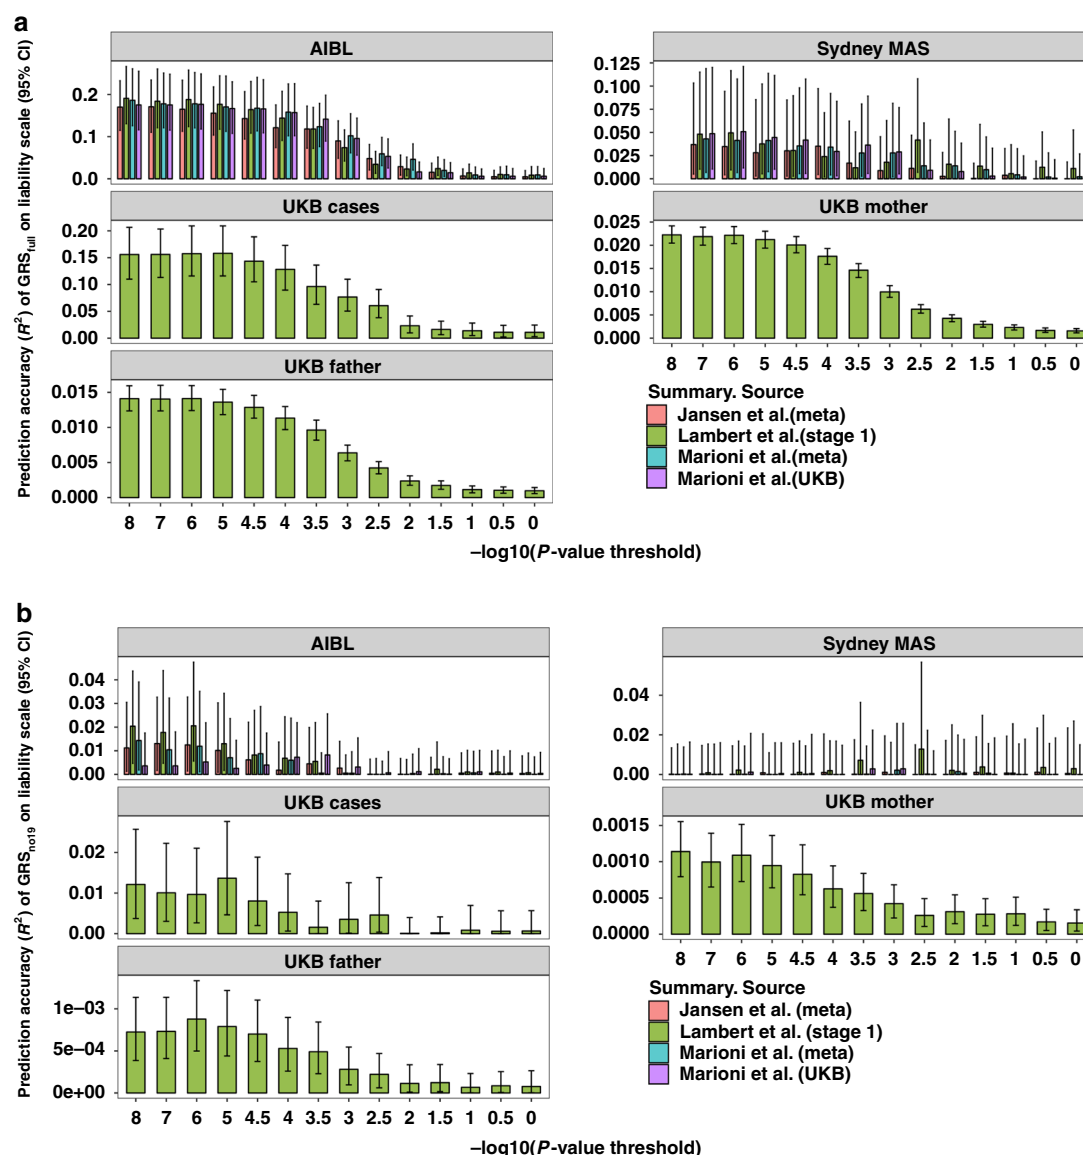 a
Prediction accuracy (R²) of GRSfull on liability scale (95% CI)
AIBL
0.2
0.1
0.0
Sydney MAS
0.125
0.100
0.075
0.050
0.025
0.000
UKB cases
0.20
0.15
0.10
0.05
0.00
UKB mother
0.025
0.020
0.015
0.010
0.005
0.000
8 7 6 5 4.5 4 3.5 3 2.5 2 1.5 1 0.5 0
UKB father
0.015
0.010
0.005
0.000
8 7 6 5 4.5 4 3.5 3 2.5 2 1.5 1 0.5 0
Summary. Source
Jansen et al.(meta)
Lambert et al.(stage 1)
Marioni et al.(meta)
Marioni et al.(UKB)
–log10(P-value threshold)
b
Prediction accuracy (R²) of GRSno19 on liability scale (95% CI)
AIBL
0.04
0.03
0.02
0.01
0.00
Sydney MAS
0.04
0.02
0.00
UKB cases
0.02
0.01
0.00
UKB mother
0.0015
0.0010
0.0005
0.0000
8 7 6 5 4.5 4 3.5 3 2.5 2 1.5 1 0.5 0
UKB father
1e–03
5e–04
0e+00
8 7 6 5 4.5 4 3.5 3 2.5 2 1.5 1 0.5 0
Summary. Source
Jansen et al. (meta)
Lambert et al. (stage 1)
Marioni et al. (meta)
Marioni et al. (UKB)
–log10(P-value threshold)